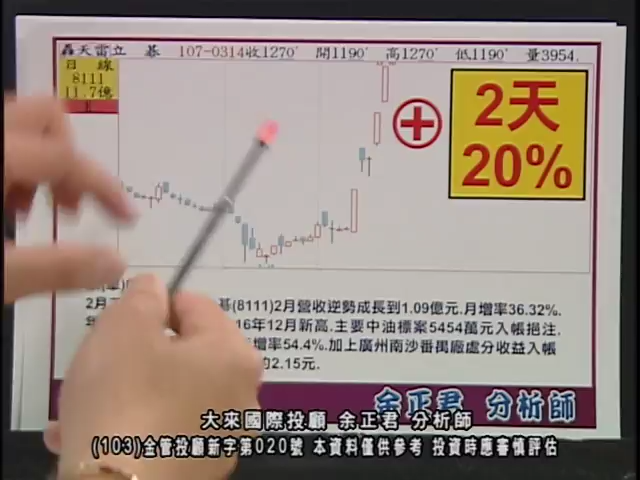 轟天雷立 碁 107-0314收1270' 開1190' 高1270' 低1190' 量3954.
日 線
8111
11.7億
2天
20%
2月 碁(8111)2月營收逆勢成長到1.09億元.月增率36.32%.
年 16年12月新高.主要中油標案5454萬元入帳挹注.
增率54.4%.加上廣州南沙番禺廠處分收益入帳
約2.15元.
余正君 分析師
大來國際投顧 余正君 分析師
(103)金管投顧新字第020號 本資料僅供參考 投資時應審慎評估